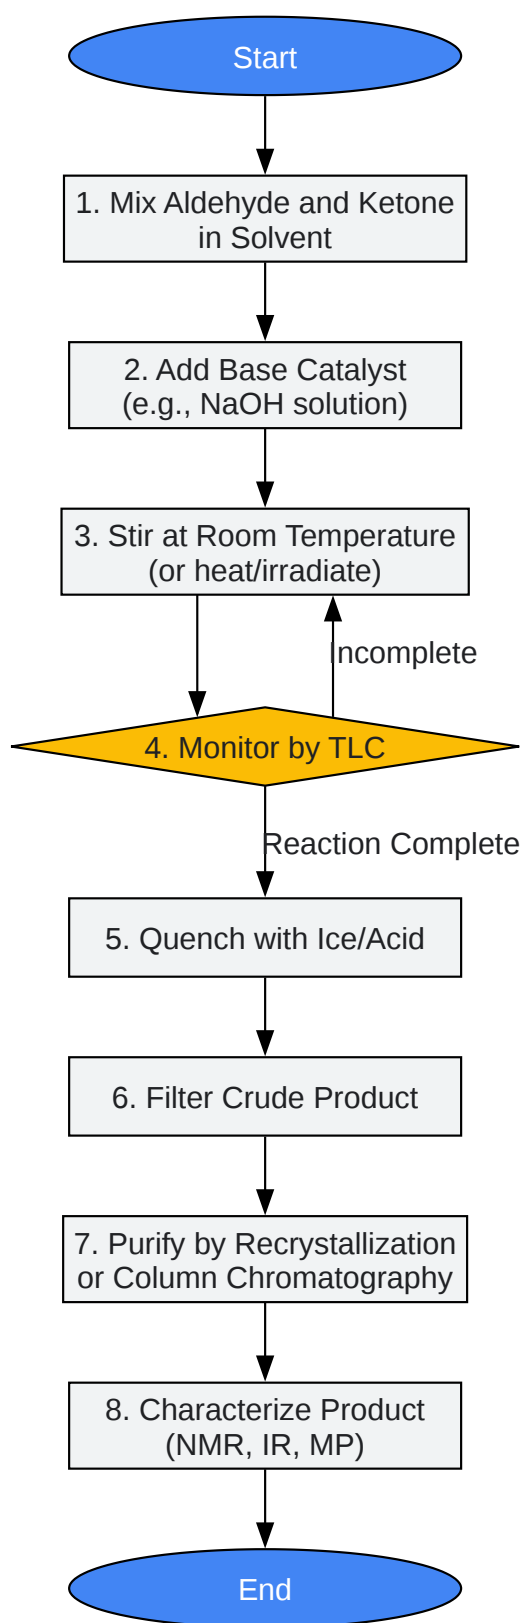 Start
1. Mix Aldehyde and Ketone
in Solvent
2. Add Base Catalyst
(e.g., NaOH solution)
3. Stir at Room Temperature
(or heat/irradiate)
Incomplete
4. Monitor by TLC
Reaction Complete
5. Quench with Ice/Acid
6. Filter Crude Product
7. Purify by Recrystallization
or Column Chromatography
8. Characterize Product
(NMR, IR, MP)
End